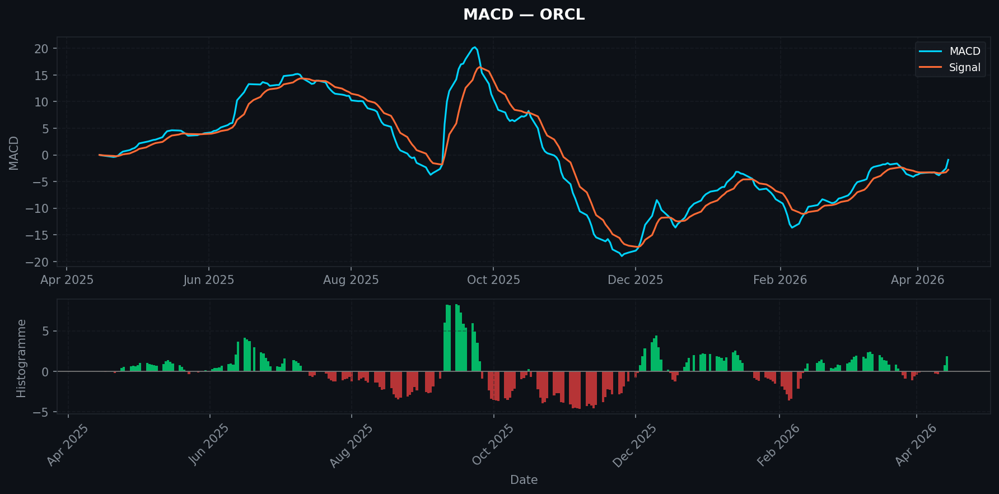 MACD — ORCL
MACD
Signal
MACD
20
15
10
5
0
−5
−10
−15
−20
Apr 2025
Jun 2025
Aug 2025
Oct 2025
Dec 2025
Feb 2026
Apr 2026
Histogramme
5
0
−5
Apr 2025
Jun 2025
Aug 2025
Oct 2025
Dec 2025
Feb 2026
Apr 2026
Date